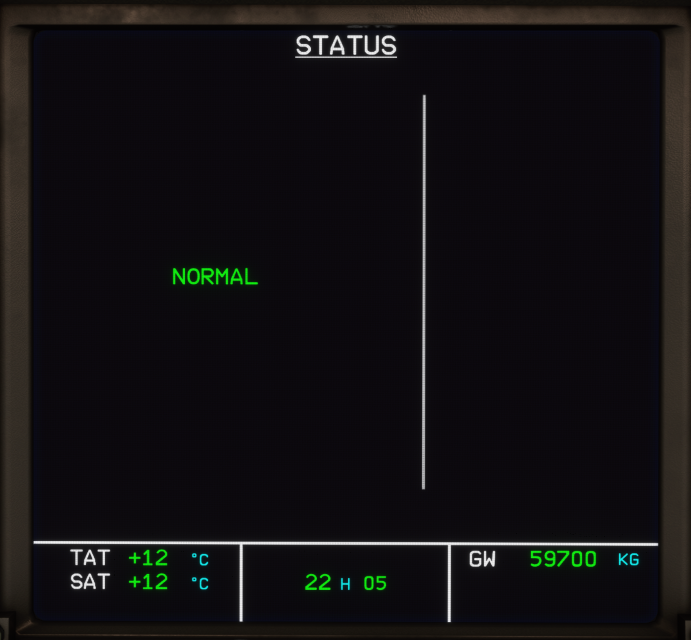 STATUS
NORMAL
TAT +12 °C
SAT +12 °C
22 H 05
GW 59700 KG